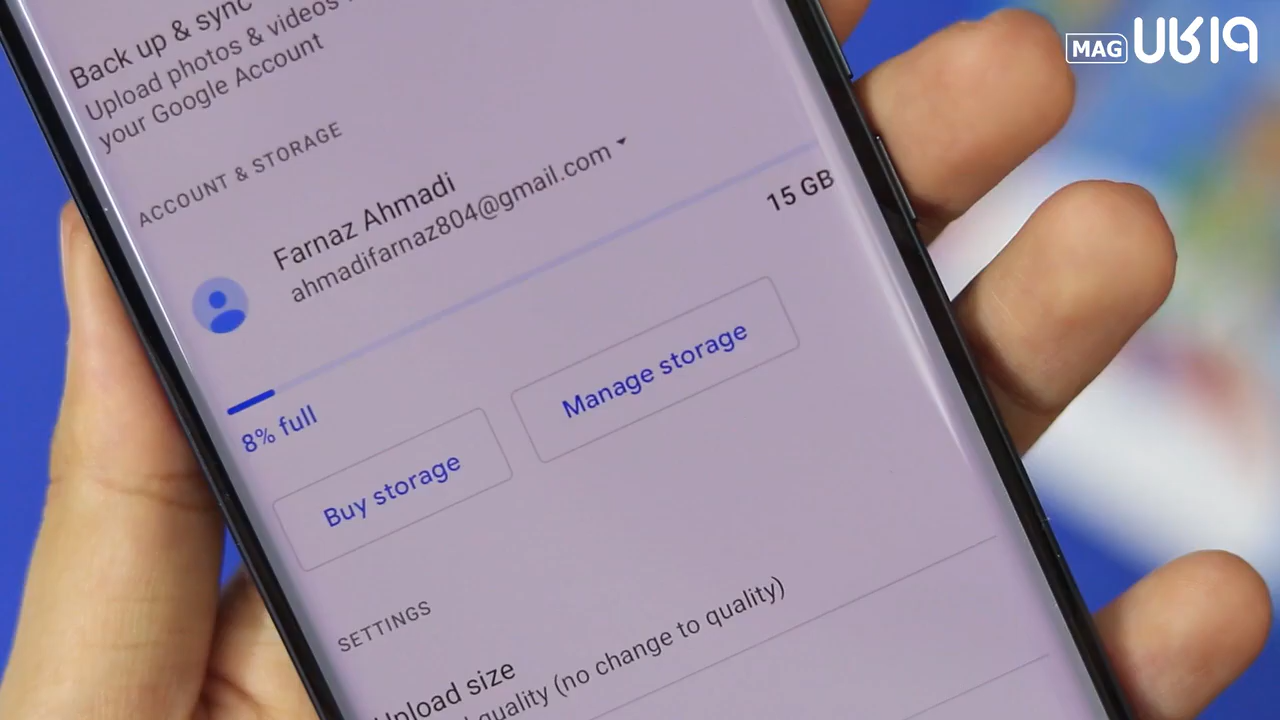 MAG
Back up & sync
Upload photos & videos
your Google Account
ACCOUNT & STORAGE
Farnaz Ahmadi
ahmadifarnaz804@gmail.com
15 GB
8% full
Buy storage
Manage storage
SETTINGS
Upload size
quality (no change to quality)